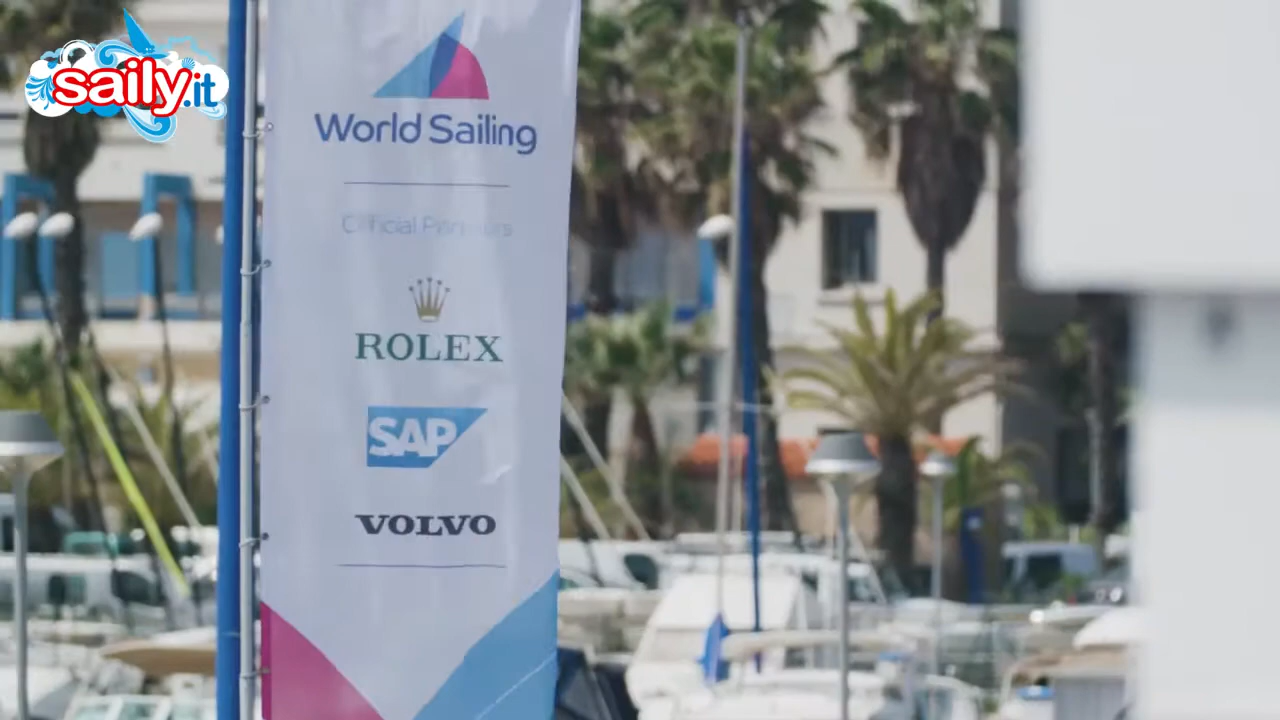 saily.it
World Sailing
Official Partners
ROLEX
SAP
VOLVO